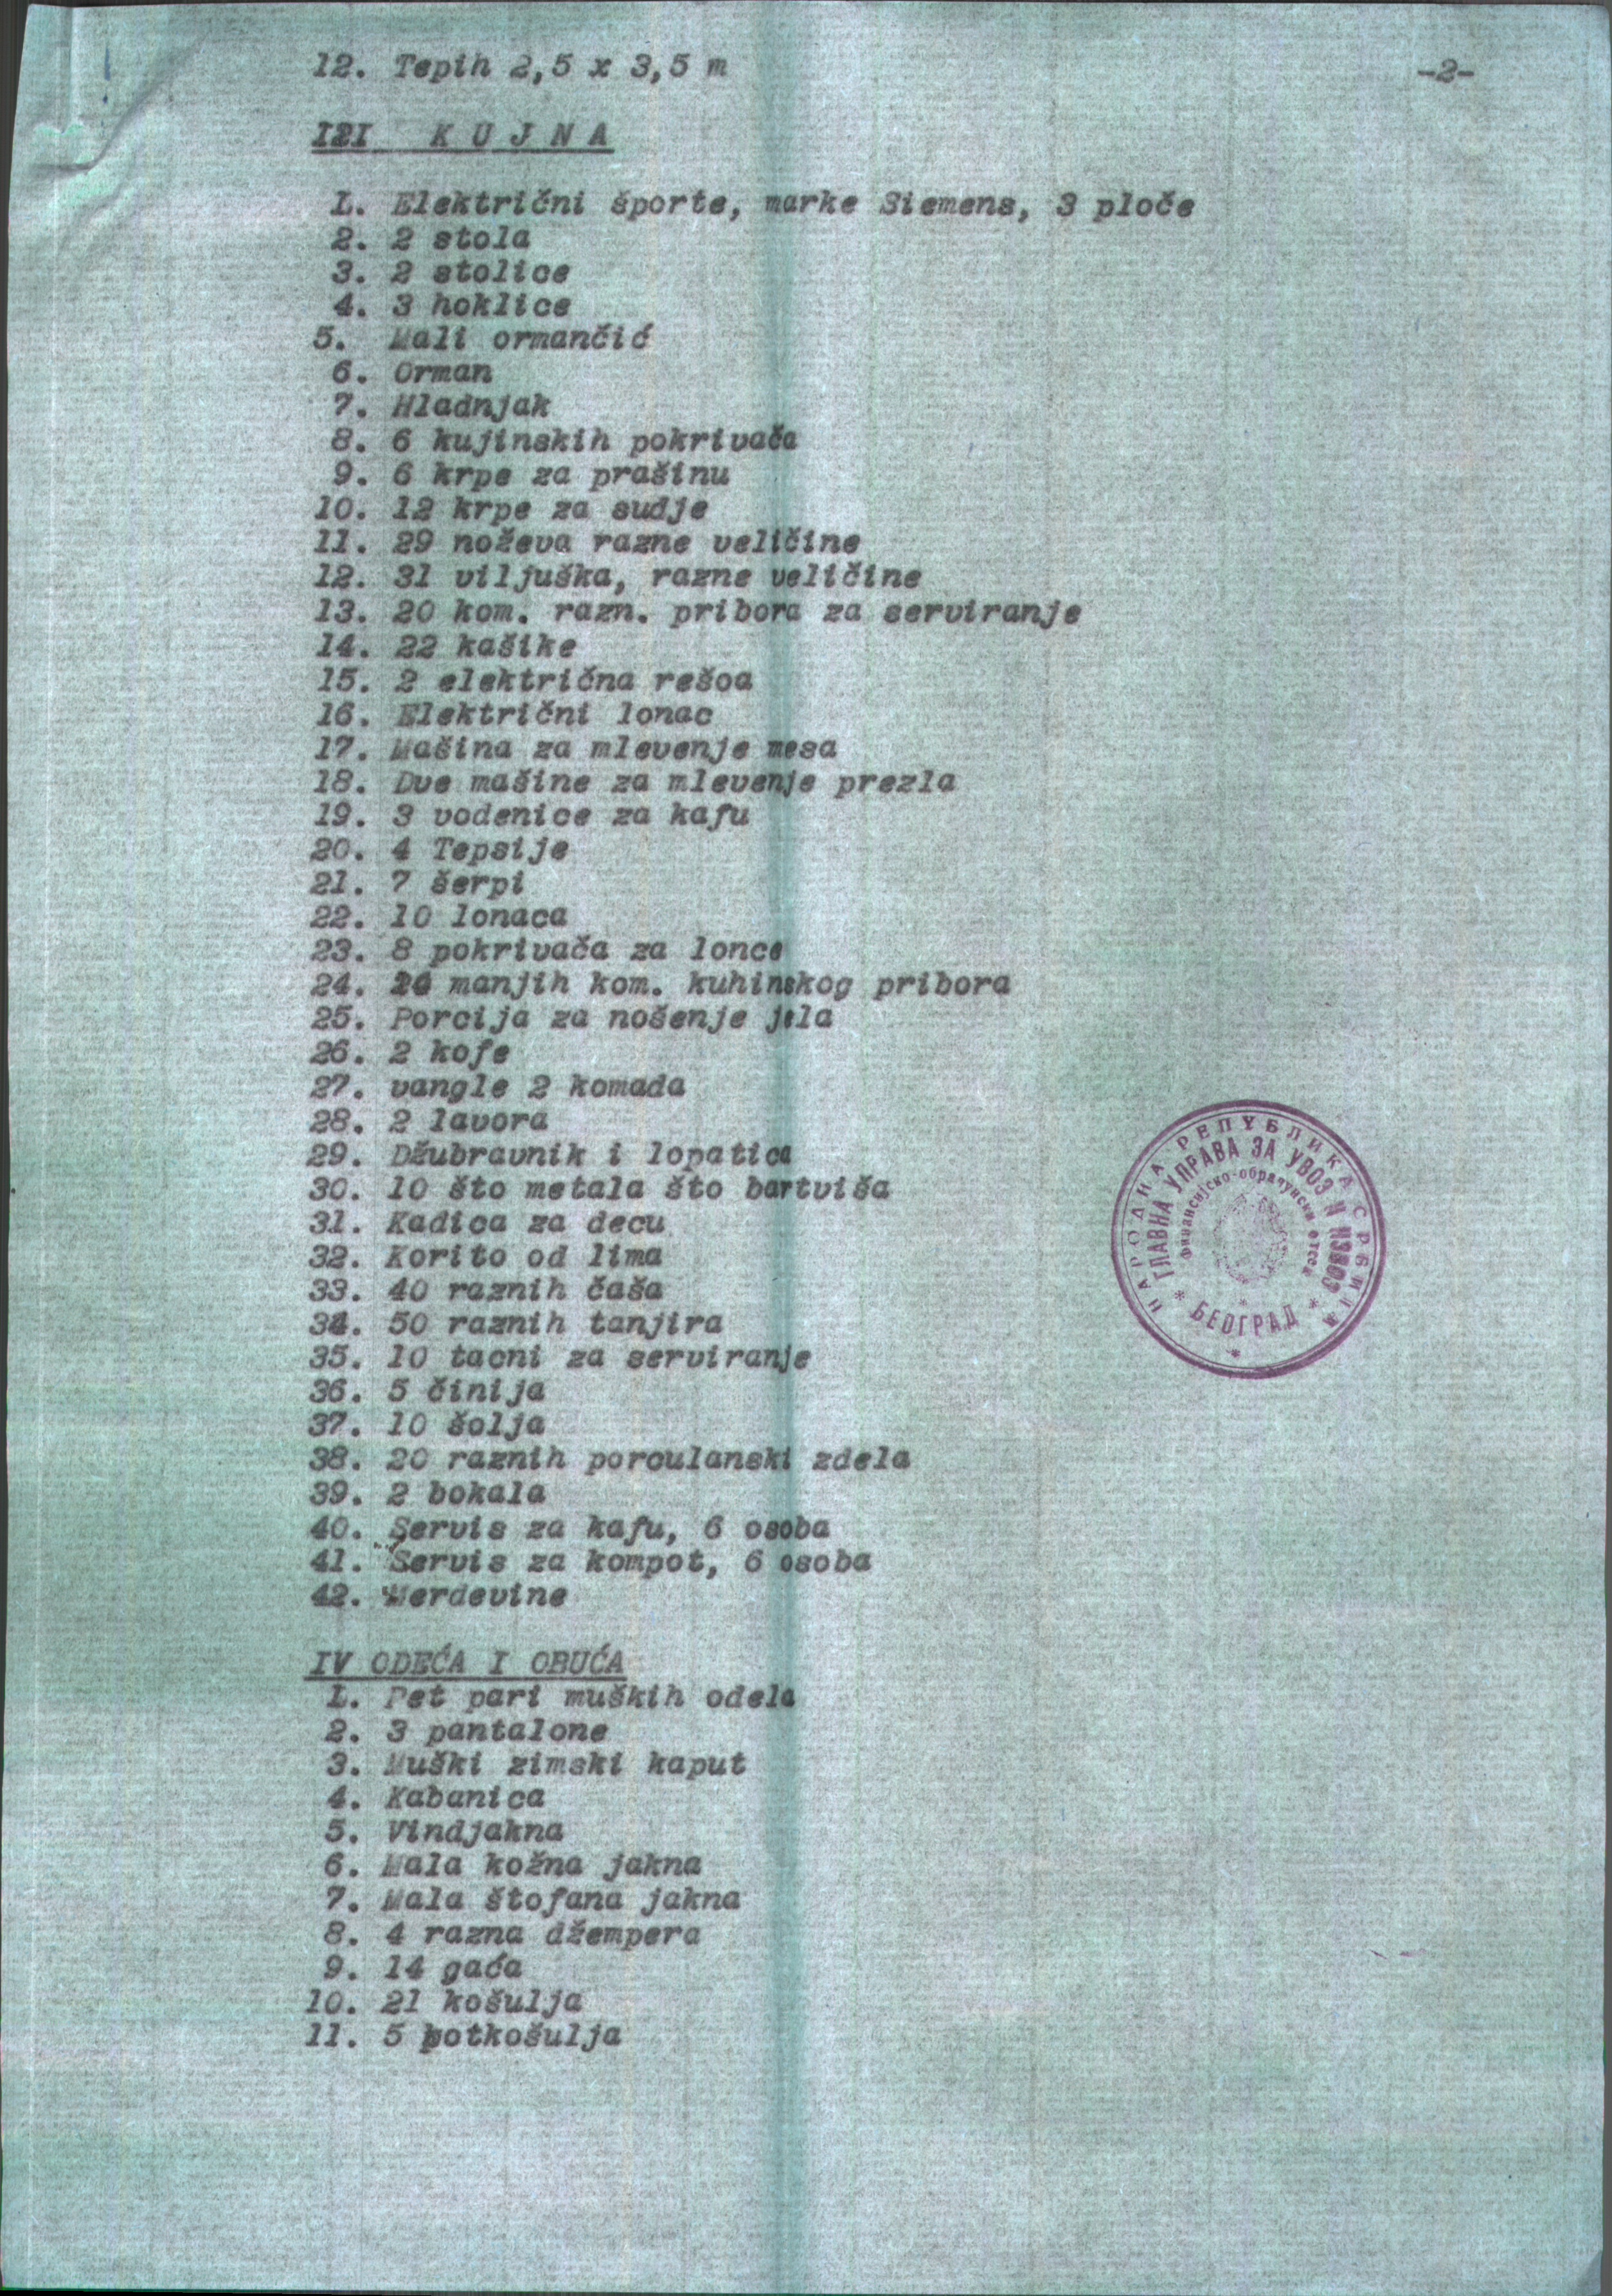 12. Tepih 2,5 x 3,5 m
-2-
III KUJNA
1. Električni športe, marke Siemens, 3 ploče
2. 2 stola
3. 2 stolice
4. 3 hoklice
5. Mali ormančić
6. Orman
7. Hladnjak
8. 6 kujinskih pokrivača
9. 6 krpe za prašinu
10. 12 krpe za sudje
11. 29 noževa razne veličine
12. 31 viljuška, razne veličine
13. 20 kom. razn. pribora za serviranje
14. 22 kašike
15. 2 električna rešoa
16. Električni lonac
17. Mašina za mlevenje mesa
18. Dve mašine za mlevenje prezla
19. 3 vodenice za kafu
20. 4 Tepsije
21. 7 šerpi
22. 10 lonaca
23. 8 pokrivača za lonce
24. manjih kom. kuhinskog pribora
25. Porcija za nošenje jela
26. 2 kofe
27. vangle 2 komada
28. 2 lavora
29. Džubravnik i lopatica
30. 10 što metala što bartviša
31. Kadica za decu
32. Korito od lima
33. 40 raznih čaša
34. 50 raznih tanjira
35. 10 tacni za serviranje
36. 5 činija
37. 10 šolja
38. 20 raznih porculanski zdela
39. 2 bokala
40. Servis za kafu, 6 osoba
41. Servis za kompot, 6 osoba
42. Merdevine
НАРОДНА РЕПУБЛИКА СРБИЈА
ГЛАВНА УПРАВА ЗА УВОЗ И ИЗВОЗ
Финансијско-обрачунски отсек
* БЕОГРАД *
IV ODEĆA I OBUĆA
1. Pet pari muških odela
2. 3 pantalone
3. Muški zimski kaput
4. Kabanica
5. Vindjakna
6. Mala kožna jakna
7. Mala štofana jakna
8. 4 razna džempera
9. 14 gaća
10. 21 košulja
11. 5 potkošulja